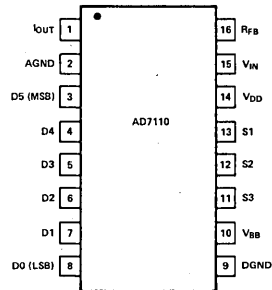 IOUT 1 16 RFB
AGND 2 15 VIN
D5 (MSB) 3 14 VDD
AD7110
D4 4 13 S1
D3 5 12 S2
D2 6 11 S3
D1 7 10 VBB
D0 (LSB) 8 9 DGND